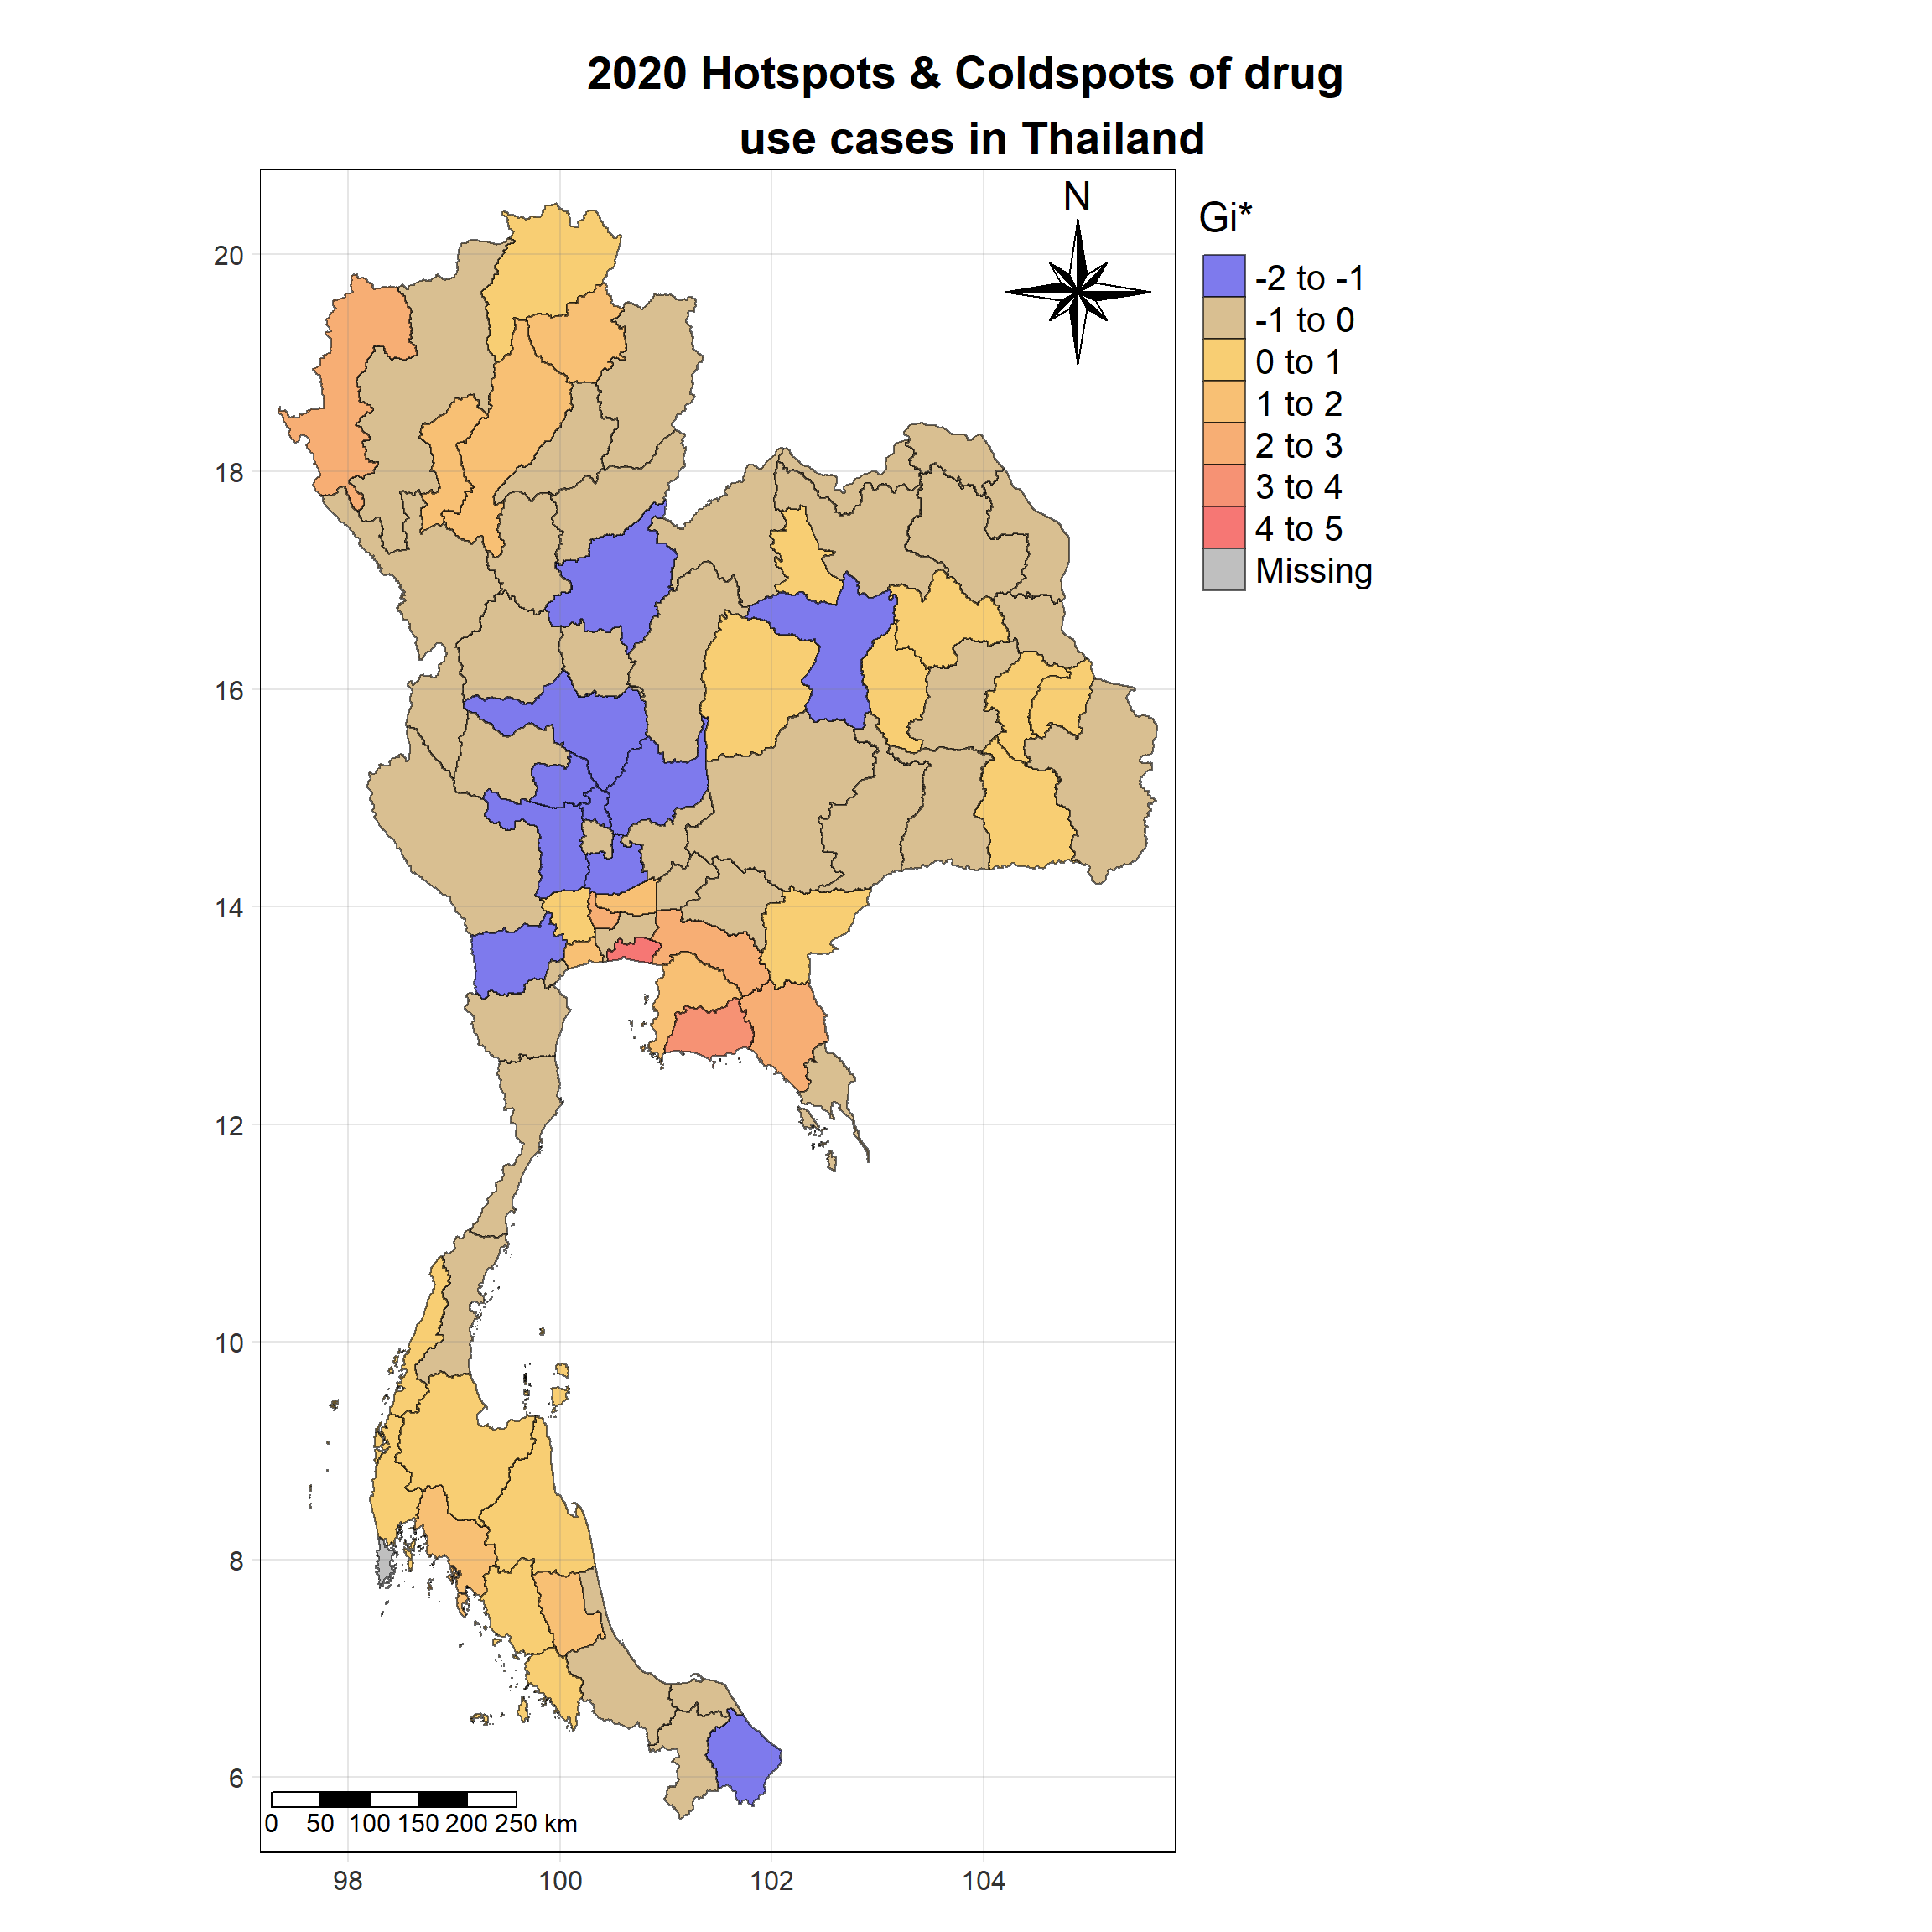 2020 Hotspots & Coldspots of drug
use cases in Thailand
N
Gi*
-2 to -1
-1 to 0
0 to 1
1 to 2
2 to 3
3 to 4
4 to 5
Missing
20
18
16
14
12
10
8
6
0 50 100 150 200 250 km
98 100 102 104